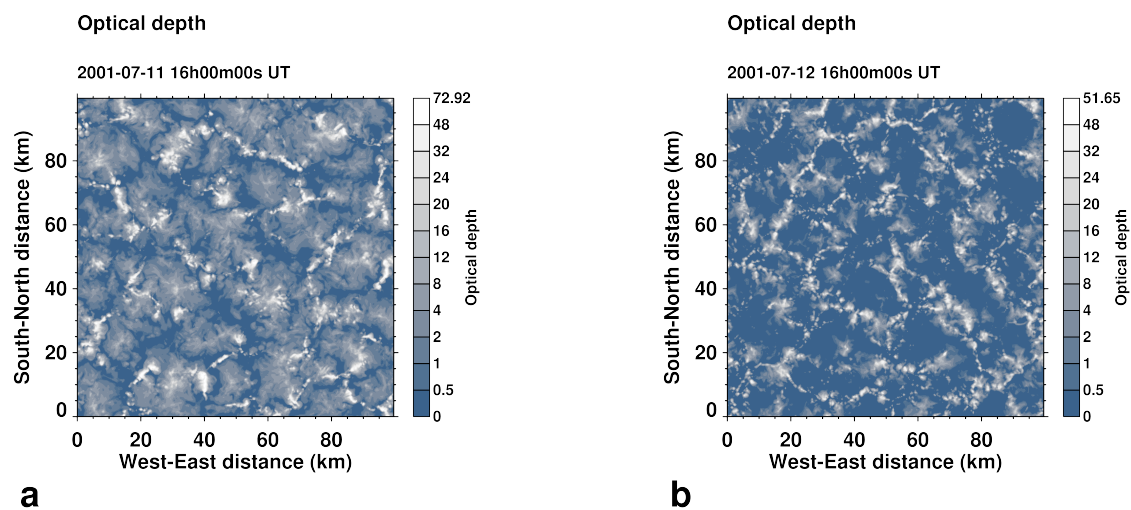 Optical depth
2001-07-11 16h00m00s UT
72.92
48
32
24
20
16
12
8
4
2
1
0.5
0
Optical depth
80
60
40
20
0
South-North distance (km)
0 20 40 60 80
West-East distance (km)
a
Optical depth
2001-07-12 16h00m00s UT
51.65
48
32
24
20
16
12
8
4
2
1
0.5
0
Optical depth
80
60
40
20
0
South-North distance (km)
0 20 40 60 80
West-East distance (km)
b